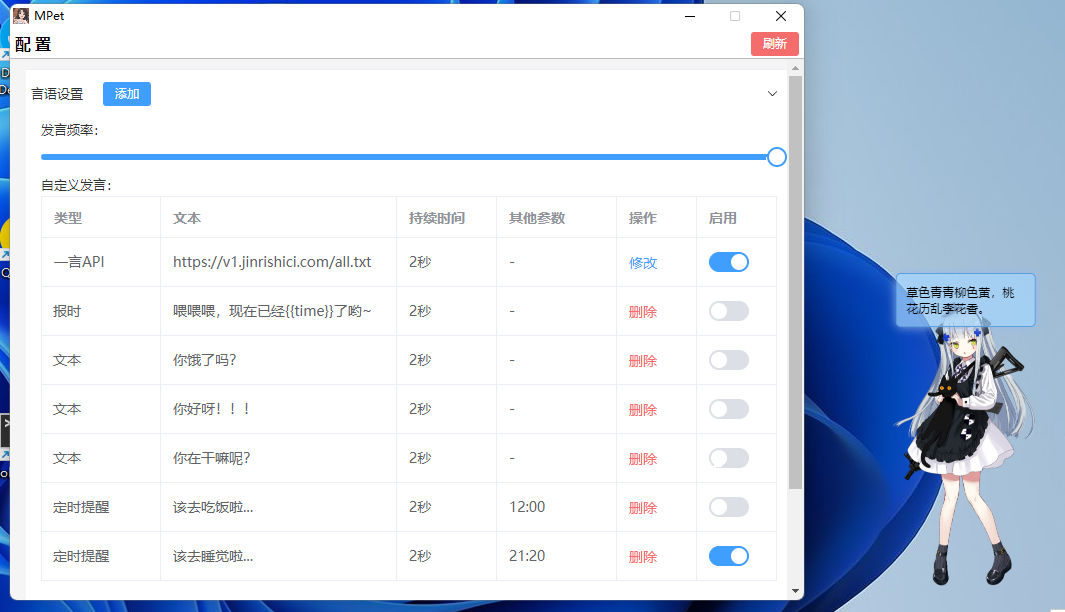 MPet
配置
刷新
言语设置 添加
发言频率:
自定义发言:
类型 文本 持续时间 其他参数 操作 启用
一言API https://v1.jinrishici.com/all.txt 2秒 - 修改
报时 喂喂喂，现在已经{{time}}了哟~ 2秒 - 删除
文本 你饿了吗? 2秒 - 删除
文本 你好呀！！！ 2秒 - 删除
文本 你在干嘛呢? 2秒 - 删除
定时提醒 该去吃饭啦... 2秒 12:00 删除
定时提醒 该去睡觉啦... 2秒 21:20 删除
草色青青柳色黄，桃
花历乱李花香。